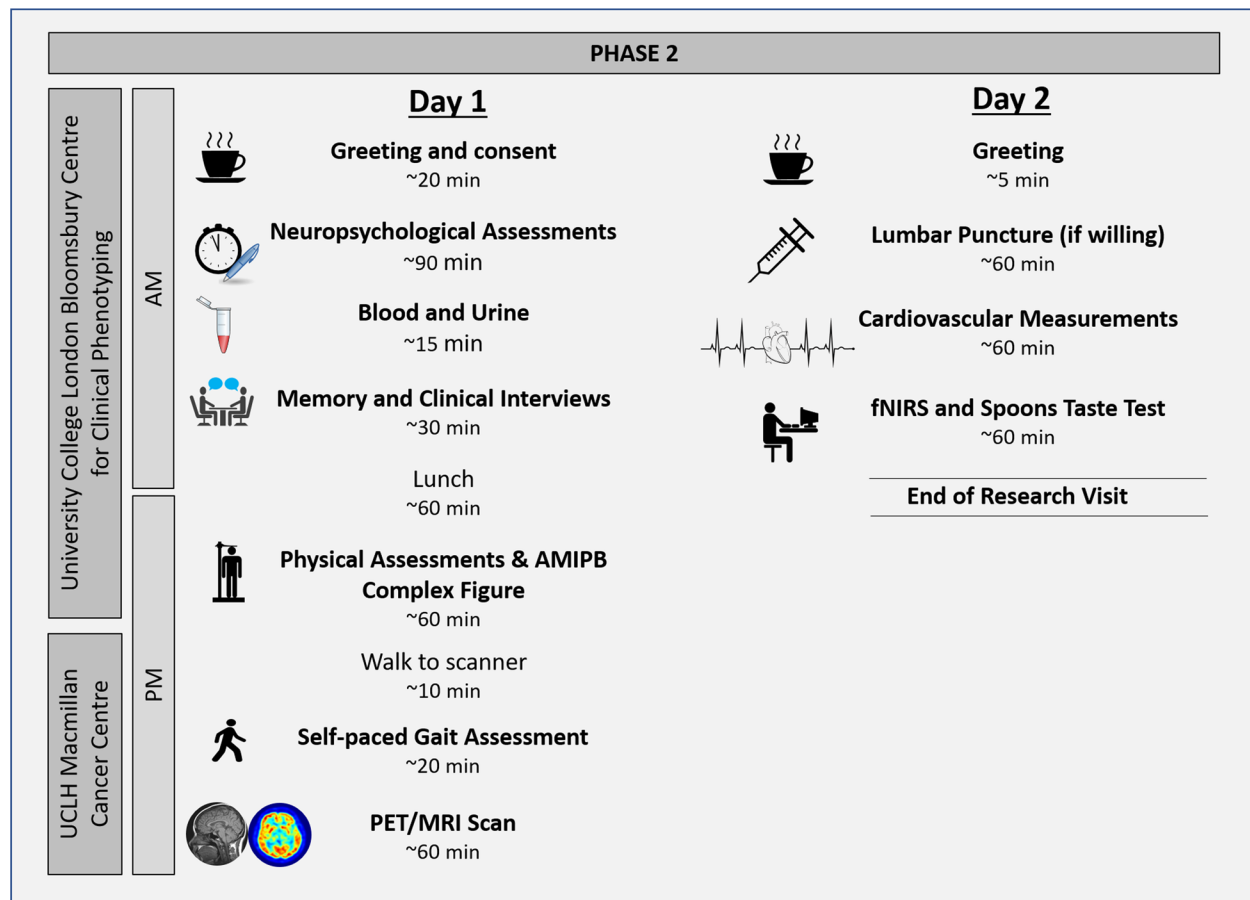 PHASE 2
University College London Bloomsbury Centre
for Clinical Phenotyping
UCLH Macmillan
Cancer Centre
AM
PM
Day 1
Greeting and consent
~20 min
Neuropsychological Assessments
~90 min
Blood and Urine
~15 min
Memory and Clinical Interviews
~30 min
Lunch
~60 min
Physical Assessments & AMIPB
Complex Figure
~60 min
Walk to scanner
~10 min
Self-paced Gait Assessment
~20 min
PET/MRI Scan
~60 min
Day 2
Greeting
~5 min
Lumbar Puncture (if willing)
~60 min
Cardiovascular Measurements
~60 min
fNIRS and Spoons Taste Test
~60 min
End of Research Visit